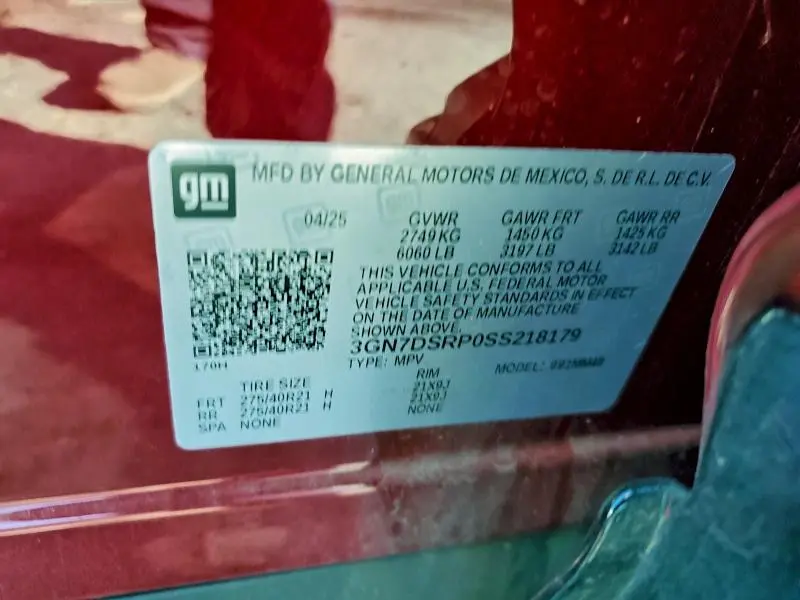 gm
MFD BY GENERAL MOTORS DE MEXICO, S. DE R.L. DE C.V.
04/25 GVWR GAWR FRT GAWR RR
2749 KG 1450 KG 1425 KG
6060 LB 3197 LB 3142 LB
THIS VEHICLE CONFORMS TO ALL
APPLICABLE U.S. FEDERAL MOTOR
VEHICLE SAFETY STANDARDS IN EFFECT
ON THE DATE OF MANUFACTURE
SHOWN ABOVE.
3GN7DSRP0SS218179
170H
TYPE: MPV MODEL:
TIRE SIZE RIM
FRT 275/40R21 H 21X9J
RR 275/40R21 H 21X9J
SPA NONE NONE